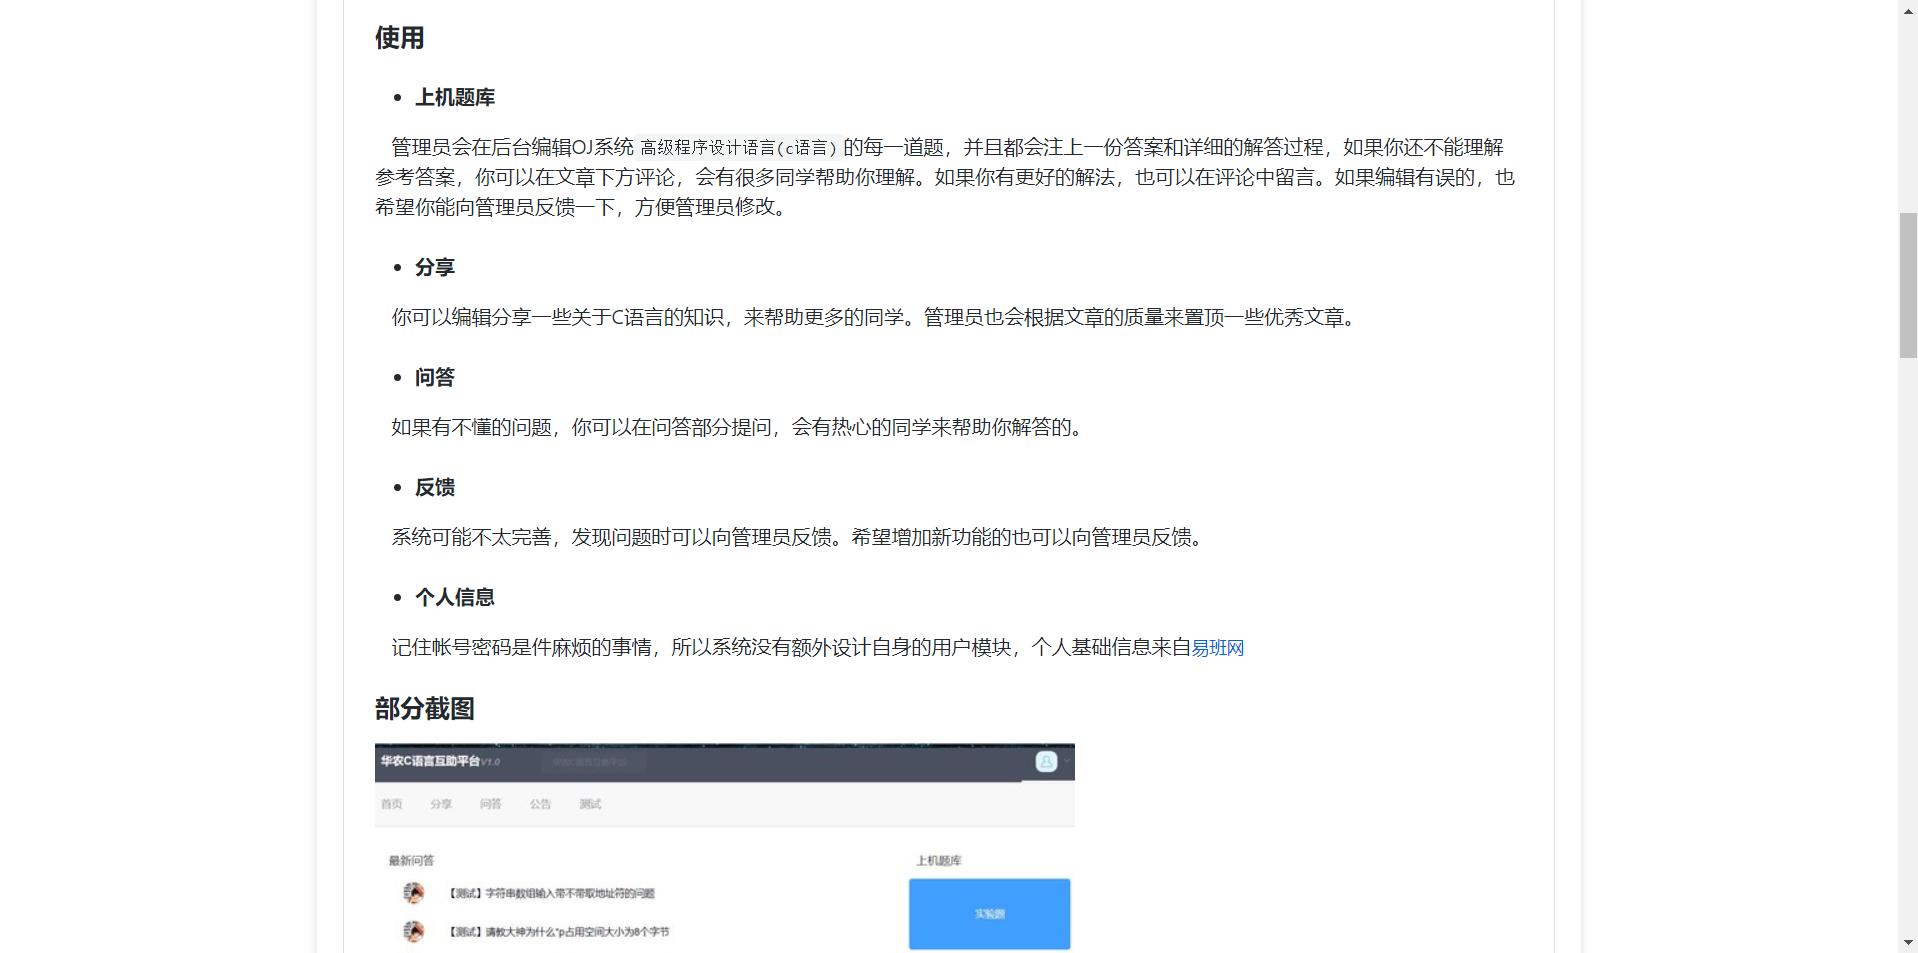 使用
上机题库
管理员会在后台编辑OJ系统 高级程序设计语言(c语言) 的每一道题，并且都会注上一份答案和详细的解答过程，如果你还不能理解
参考答案，你可以在文章下方评论，会有很多同学帮助你理解。如果你有更好的解法，也可以在评论中留言。如果编辑有误的，也
希望你能向管理员反馈一下，方便管理员修改。
分享
你可以编辑分享一些关于C语言的知识，来帮助更多的同学。管理员也会根据文章的质量来置顶一些优秀文章。
问答
如果有不懂的问题，你可以在问答部分提问，会有热心的同学来帮助你解答的。
反馈
系统可能不太完善，发现问题时可以向管理员反馈。希望增加新功能的也可以向管理员反馈。
个人信息
记住帐号密码是件麻烦的事情，所以系统没有额外设计自身的用户模块，个人基础信息来自易班网
部分截图
华农C语言互助平台V1.0 华农C语言互助平台
首页 分享 问答 公告 测试
最新问答 上机题库
【测试】字符串数组输入带不带取地址符的问题
实验题
【测试】请教大神为什么*p占用空间大小为8个字节